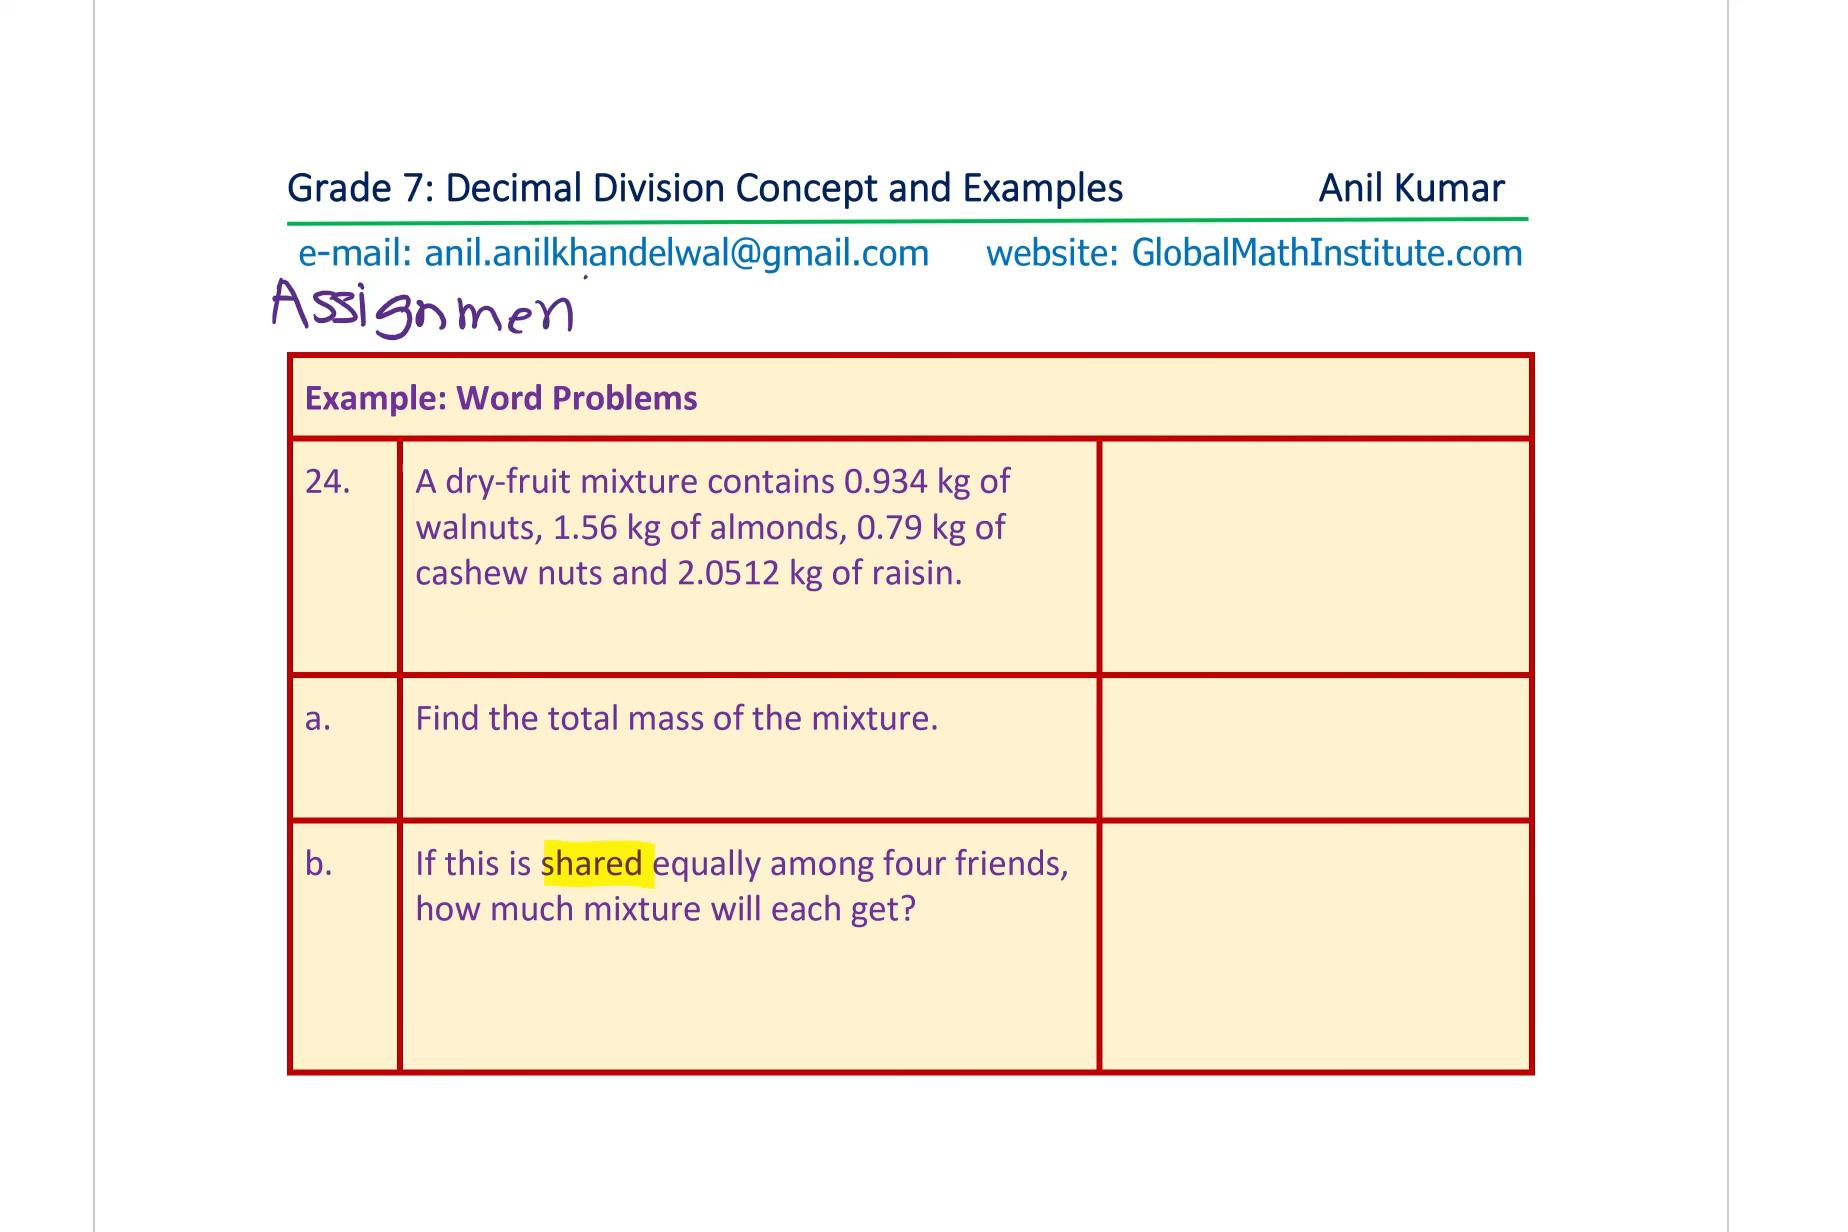 Grade 7: Decimal Division Concept and Examples Anil Kumar
e-mail: anil.anilkhandelwal@gmail.com website: GlobalMathInstitute.com
Assignmen
Example: Word Problems
24. A dry-fruit mixture contains 0.934 kg of
walnuts, 1.56 kg of almonds, 0.79 kg of
cashew nuts and 2.0512 kg of raisin.
a. Find the total mass of the mixture.
b. If this is shared equally among four friends,
how much mixture will each get?